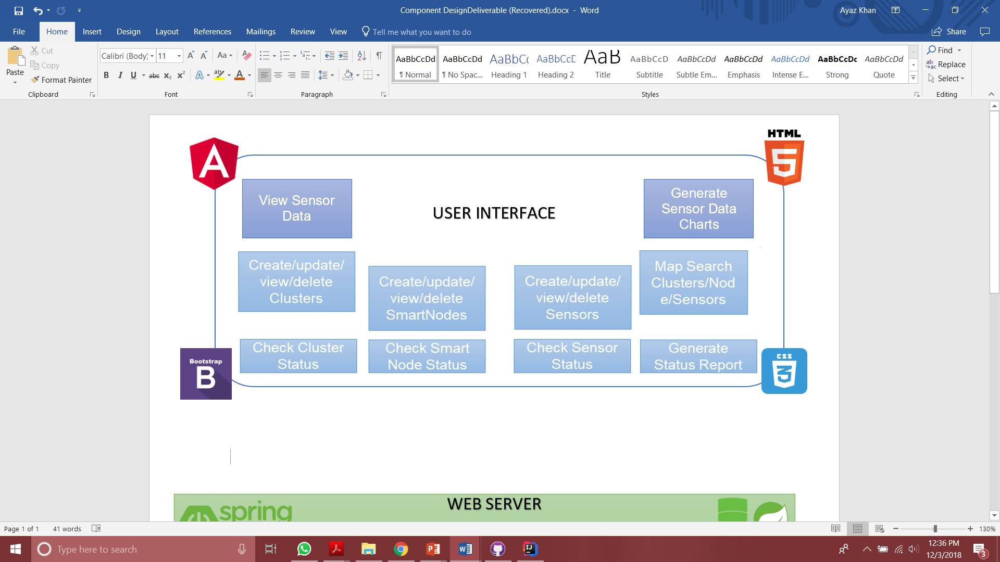 Component DesignDeliverable (Recovered).docx - Word
Ayaz Khan
File Home Insert Design Layout References Mailings Review View Tell me what you want to do
Share
Paste
Cut
Copy
Format Painter
Clipboard
Calibri (Body) 11
Aa
B I U abc x₂ x²
A ab A
Font
Paragraph
AaBbCcDd AaBbCcDd AaBbCc AaBbCcD AaB AaBbCcD AaBbCcDd AaBbCcDd AaBbCcDd AaBbCcDc AaBbCcDd
¶ Normal ¶ No Spac... Heading 1 Heading 2 Title Subtitle Subtle Em... Emphasis Intense E... Strong Quote
Styles
Find
Replace
Select
Editing
HTML
5
A
View Sensor
Data
USER INTERFACE
Generate
Sensor Data
Charts
Create/update/
view/delete
Clusters
Create/update/
view/delete
SmartNodes
Create/update/
view/delete
Sensors
Map Search
Clusters/Nod
e/Sensors
Check Cluster
Status
Check Smart
Node Status
Check Sensor
Status
Generate
Status Report
Bootstrap
B
CSS
3
WEB SERVER
spring
Page 1 of 1 41 words
130%
Type here to search
12:36 PM
12/3/2018
3